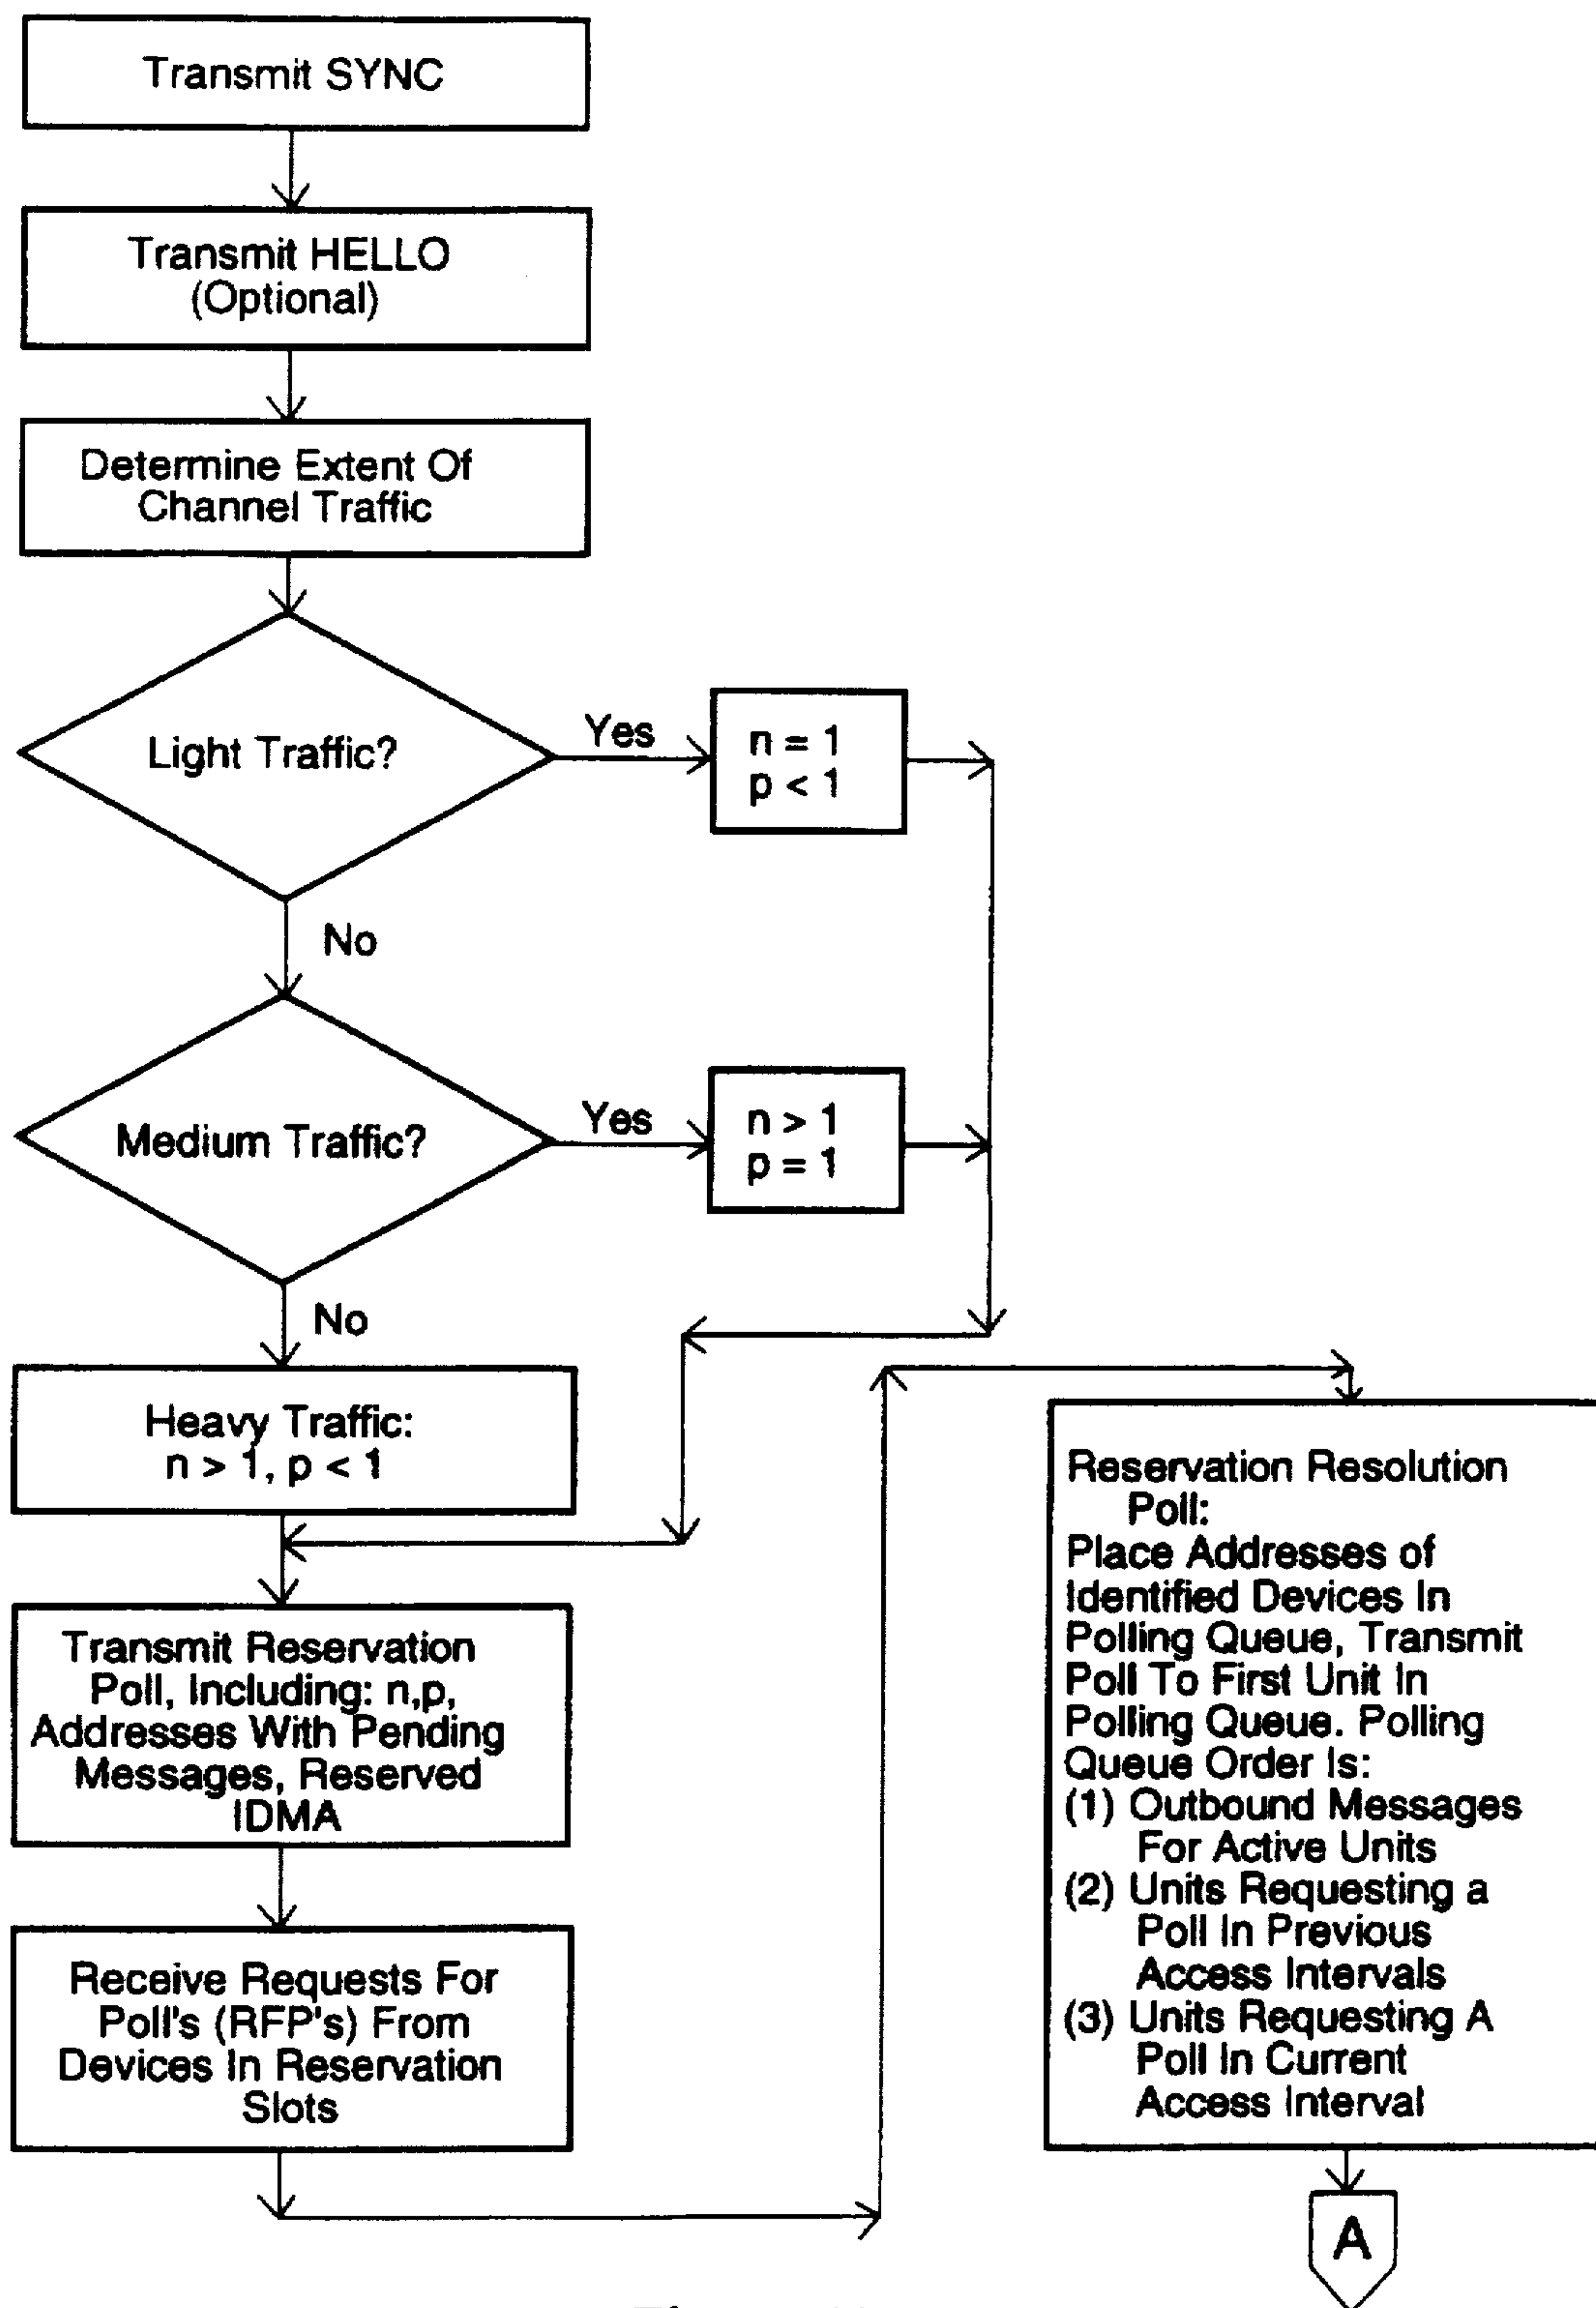 Transmit SYNC
Transmit HELLO
(Optional)
Determine Extent Of
Channel Traffic
Light Traffic?
Yes
n = 1
p < 1
No
Medium Traffic?
Yes
n > 1
p = 1
No
Heavy Traffic:
n > 1, p < 1
Transmit Reservation
Poll, Including: n,p,
Addresses With Pending
Messages, Reserved
IDMA
Receive Requests For
Poll's (RFP's) From
Devices In Reservation
Slots
Reservation Resolution
Poll:
Place Addresses of
Identified Devices In
Polling Queue, Transmit
Poll To First Unit In
Polling Queue. Polling
Queue Order Is:
(1) Outbound Messages
For Active Units
(2) Units Requesting a
Poll In Previous
Access Intervals
(3) Units Requesting A
Poll In Current
Access Interval
A